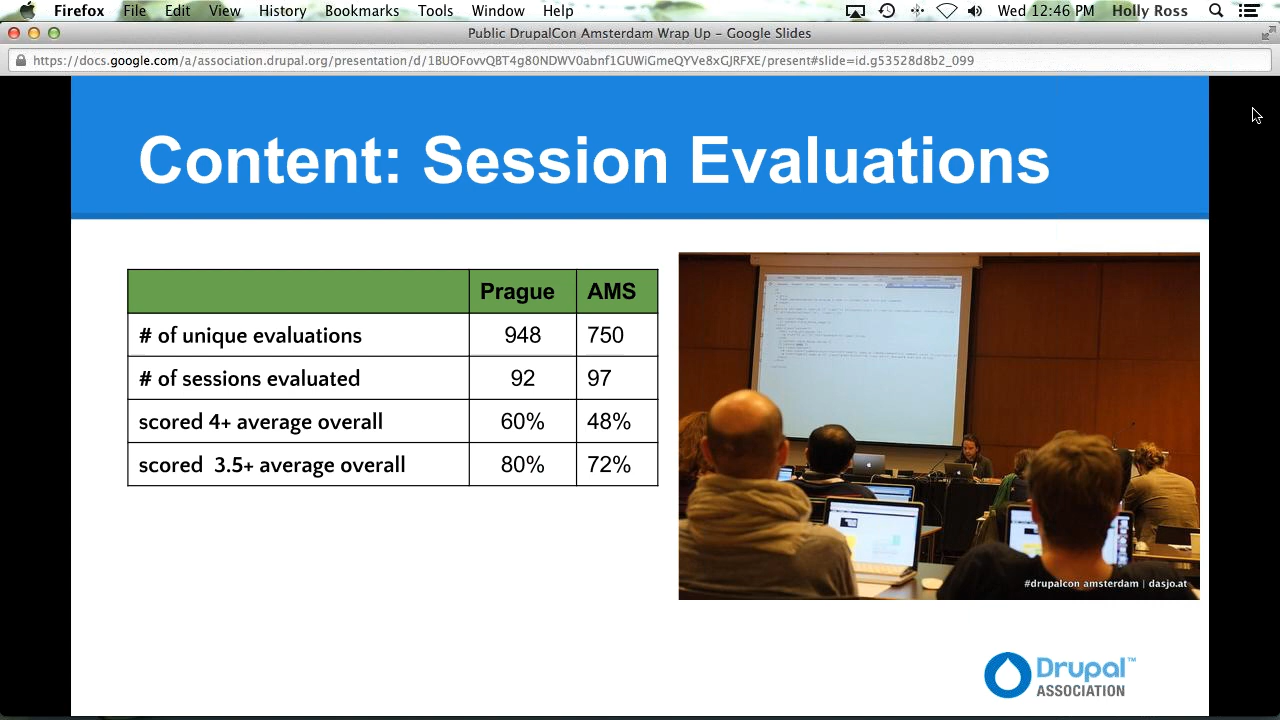 Firefox File Edit View History Bookmarks Tools Window Help Wed 12:46 PM Holly Ross
Public DrupalCon Amsterdam Wrap Up - Google Slides
https://docs.google.com/a/association.drupal.org/presentation/d/1BUOFovvQBT4g80NDWV0abnf1GUWiGmeQYVe8xGJRFXE/present#slide=id.g53528d8b2_099
Content: Session Evaluations
Prague AMS
# of unique evaluations 948 750
# of sessions evaluated 92 97
scored 4+ average overall 60% 48%
scored 3.5+ average overall 80% 72%
#drupalcon amsterdam | dasjo.at
Drupal™
ASSOCIATION